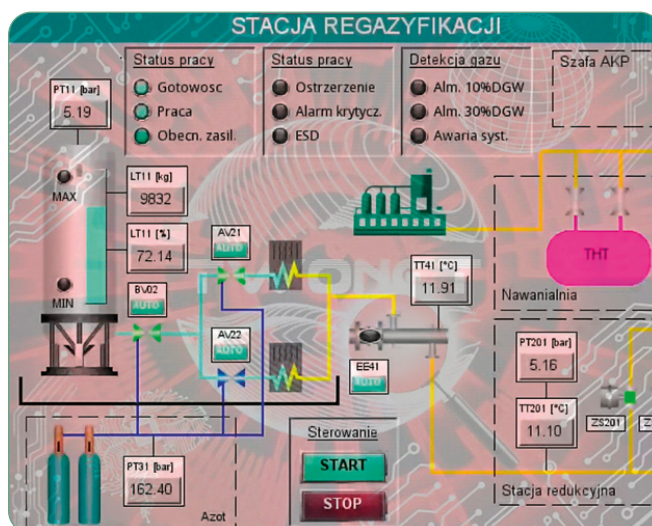 STACJA REGAZYFIKACJI
Status pracy
Gotowosc
Praca
Obecn. zasil.
Status pracy
Ostrzerzenie
Alarm krytycz.
ESD
Detekcja gazu
Alm. 10%DGW
Alm. 30%DGW
Awaria syst.
Szafa AKP
PT11 [bar]
5.19
MAX
MIN
LT11 [kg]
9832
LT11 [%]
72.14
BV02
AUTO
AV21
AUTO
AV22
AUTO
TT41 [°C]
11.91
EE41
AUTO
THT
Nawanialnia
PT201 [bar]
5.16
TT201 [°C]
11.10
ZS201
Stacja redukcyjna
PT31 [bar]
162.40
Azot
Sterowanie
START
STOP